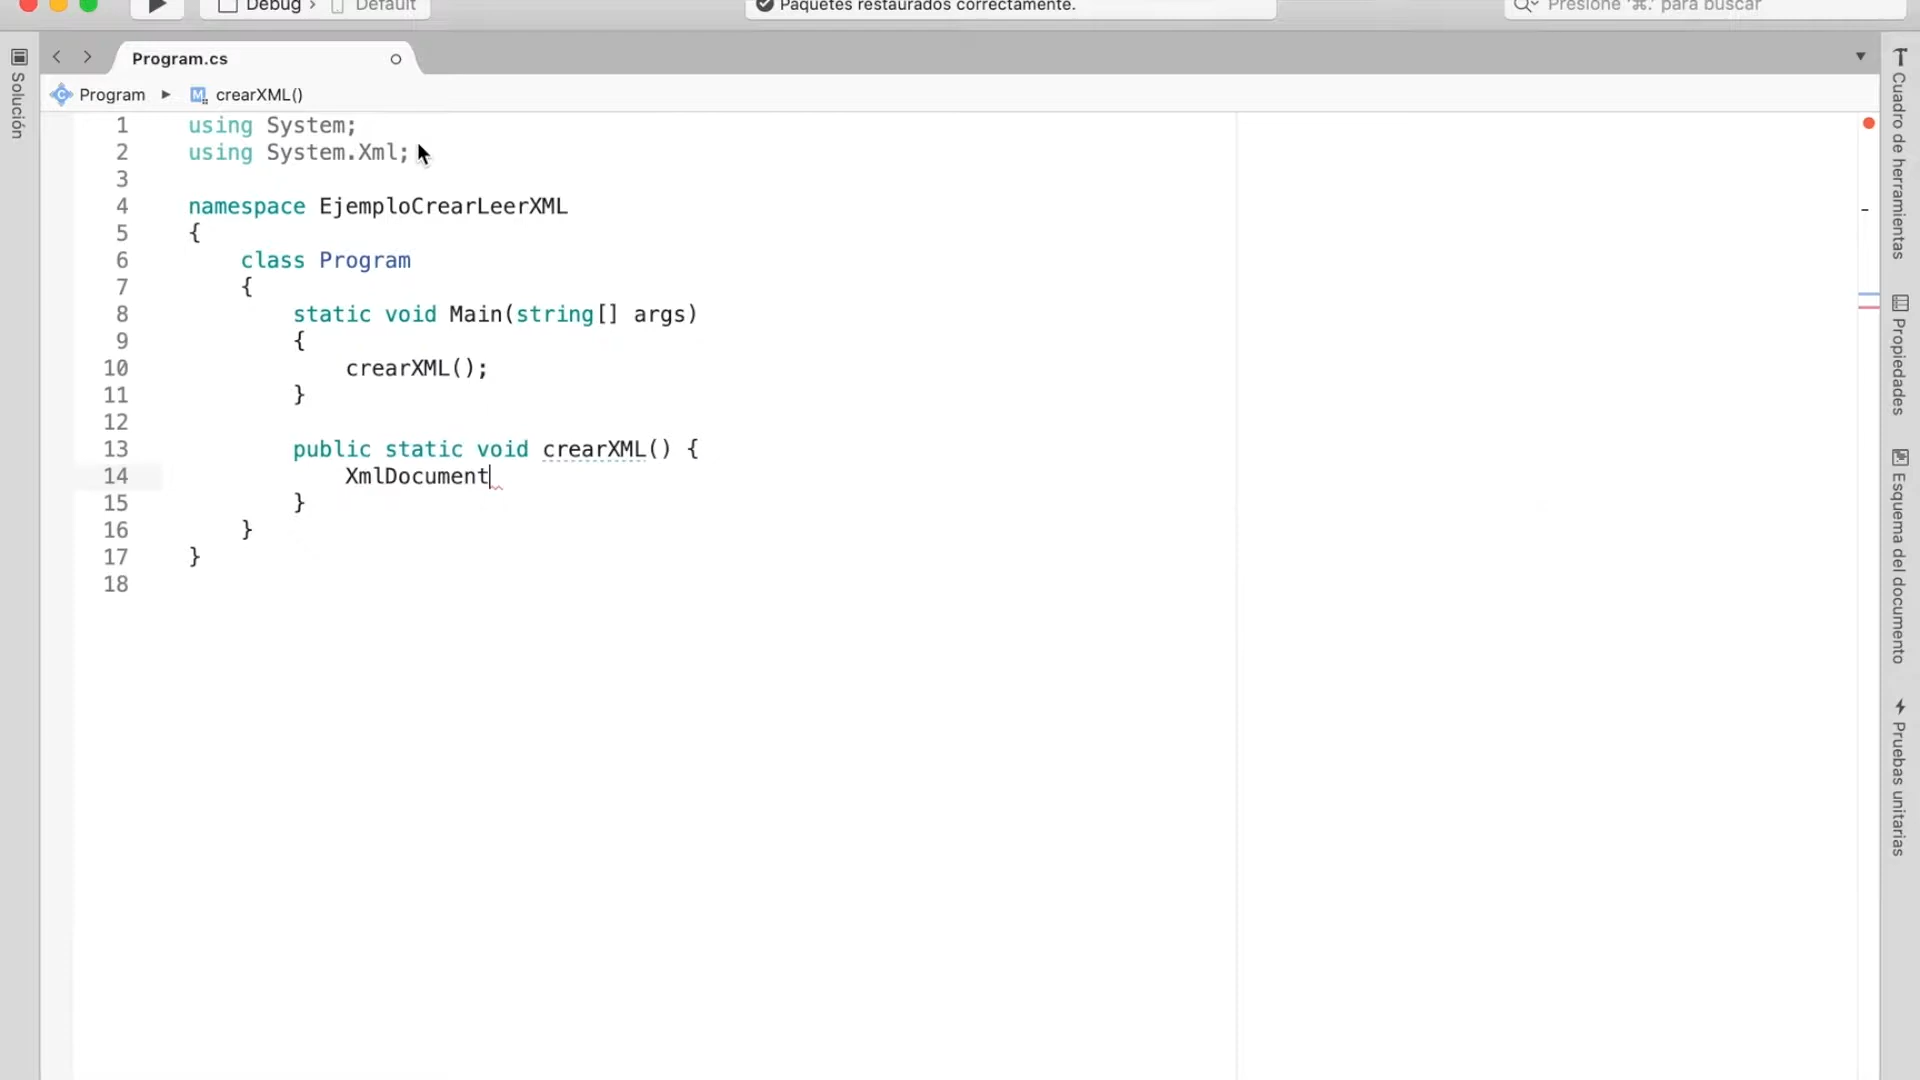 Debug › Default
Paquetes restaurados correctamente.
Presione '⌘.' para buscar
Program.cs
Program ▸ crearXML()
Solución
1 using System;
2 using System.Xml;
3
4 namespace EjemploCrearLeerXML
5 {
6 class Program
7 {
8 static void Main(string[] args)
9 {
10 crearXML();
11 }
12
13 public static void crearXML() {
14 XmlDocument
15 }
16 }
17 }
18
Cuadro de herramientas
Propiedades
Esquema del documento
Pruebas unitarias